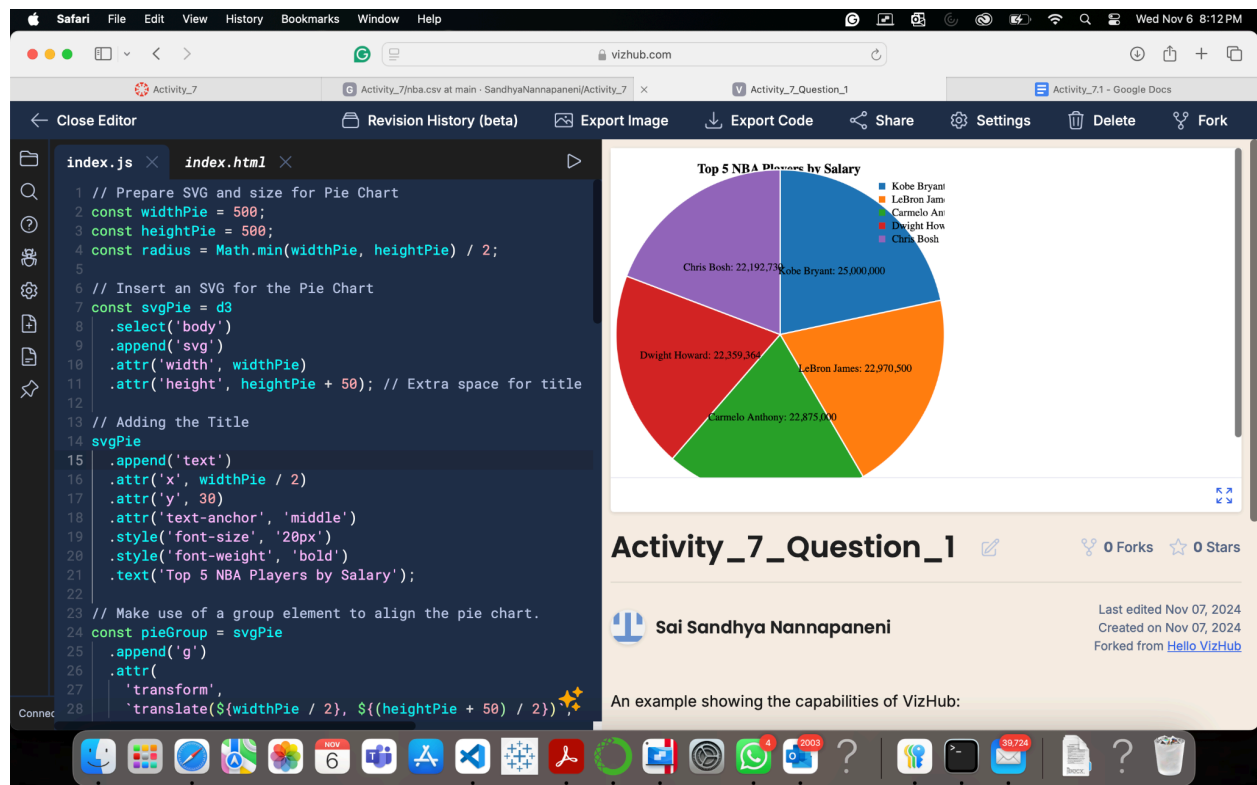 Safari File Edit View History Bookmarks Window Help Wed Nov 6 8:12 PM
vizhub.com
Activity_7
Activity_7/nba.csv at main · SandhyaNannapaneni/Activity_7
Activity_7_Question_1
Activity_7.1 - Google Docs
Close Editor Revision History (beta) Export Image Export Code Share Settings Delete Fork
index.js index.html
1 // Prepare SVG and size for Pie Chart
2 const widthPie = 500;
3 const heightPie = 500;
4 const radius = Math.min(widthPie, heightPie) / 2;
5
6 // Insert an SVG for the Pie Chart
7 const svgPie = d3
8 .select('body')
9 .append('svg')
10 .attr('width', widthPie)
11 .attr('height', heightPie + 50); // Extra space for title
12
13 // Adding the Title
14 svgPie
15 .append('text')
16 .attr('x', widthPie / 2)
17 .attr('y', 30)
18 .attr('text-anchor', 'middle')
19 .style('font-size', '20px')
20 .style('font-weight', 'bold')
21 .text('Top 5 NBA Players by Salary');
22
23 // Make use of a group element to align the pie chart.
24 const pieGroup = svgPie
25 .append('g')
26 .attr(
27 'transform',
28 `translate(${widthPie / 2}, ${(heightPie + 50) / 2})`,
Connec
Top 5 NBA Players by Salary
Kobe Bryant
LeBron Jam
Carmelo An
Dwight How
Chris Bosh
Chris Bosh: 22,192,730
Kobe Bryant: 25,000,000
Dwight Howard: 22,359,364
LeBron James: 22,970,500
Carmelo Anthony: 22,875,000
Activity_7_Question_1
0 Forks 0 Stars
Sai Sandhya Nannapaneni
Last edited Nov 07, 2024
Created on Nov 07, 2024
Forked from Hello VizHub
An example showing the capabilities of VizHub:
NOV
6
4
2003
39,724
DOCX